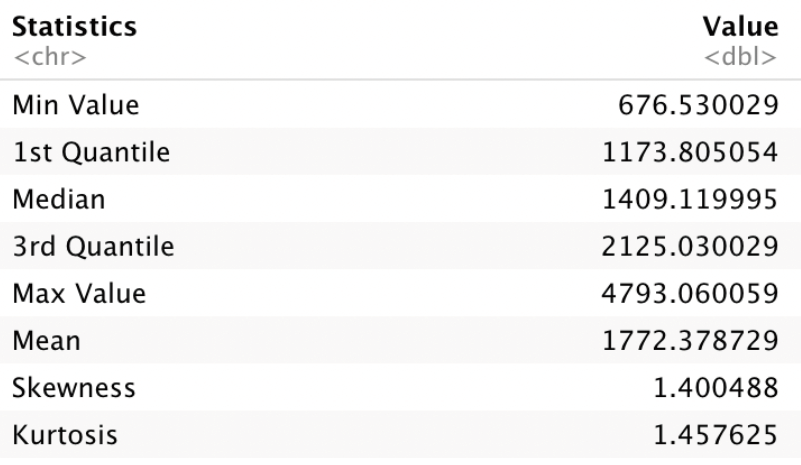 Statistics Value
<chr> <dbl>
Min Value 676.530029
1st Quantile 1173.805054
Median 1409.119995
3rd Quantile 2125.030029
Max Value 4793.060059
Mean 1772.378729
Skewness 1.400488
Kurtosis 1.457625